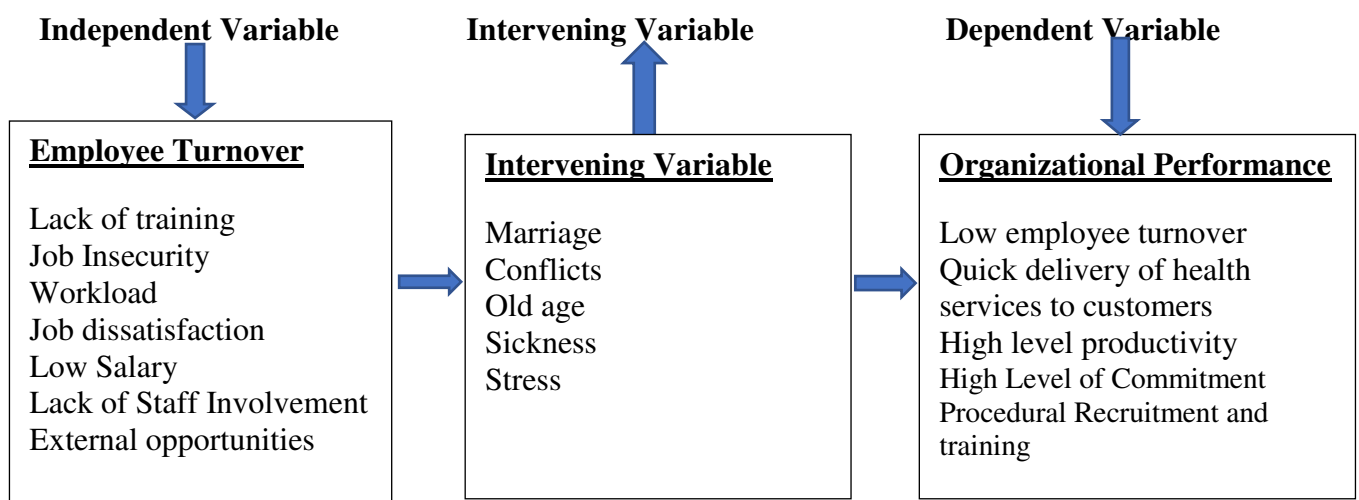 Independent Variable
Intervening Variable
Dependent Variable
Employee Turnover
Lack of training
Job Insecurity
Workload
Job dissatisfaction
Low Salary
Lack of Staff Involvement
External opportunities
Intervening Variable
Marriage
Conflicts
Old age
Sickness
Stress
Organizational Performance
Low employee turnover
Quick delivery of health
services to customers
High level productivity
High Level of Commitment
Procedural Recruitment and
training